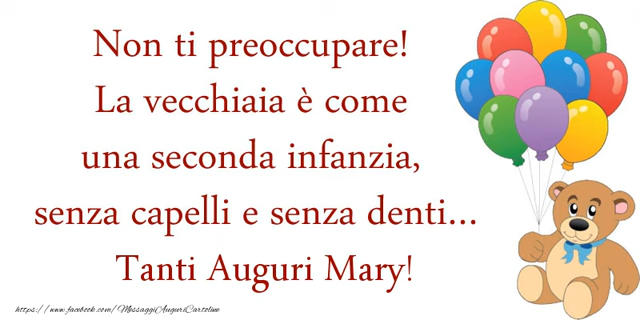 Non ti preoccupare!
La vecchiaia è come
una seconda infanzia,
senza capelli e senza denti...
Tanti Auguri Mary!
https://www.facebook.com/MessaggiAuguriCartoline